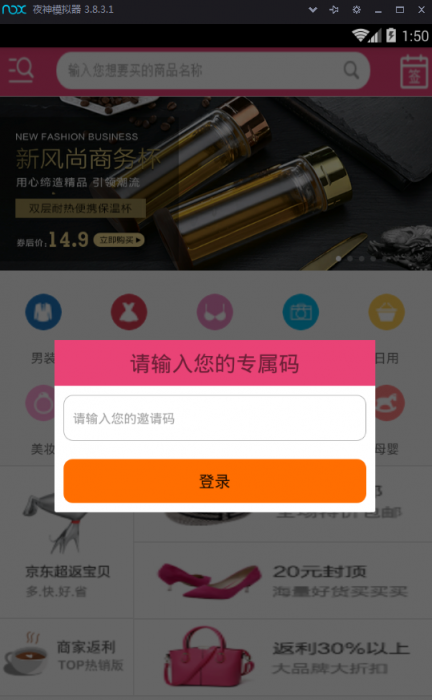 nox 夜神模拟器 3.8.3.1
1:50
输入您想要买的商品名称
签
NEW FASHION BUSINESS
新风尚商务杯
用心缔造精品 引领潮流
双层耐热便携保温杯
券后价:14.9 立即购买
男装
日用
请输入您的专属码
请输入您的邀请码
登录
美妆
母婴
全场特价包邮
京东超返宝贝
多.快.好.省
20元封顶
海量好货买买买
商家返利
TOP热销版
返利30%以上
大品牌大折扣